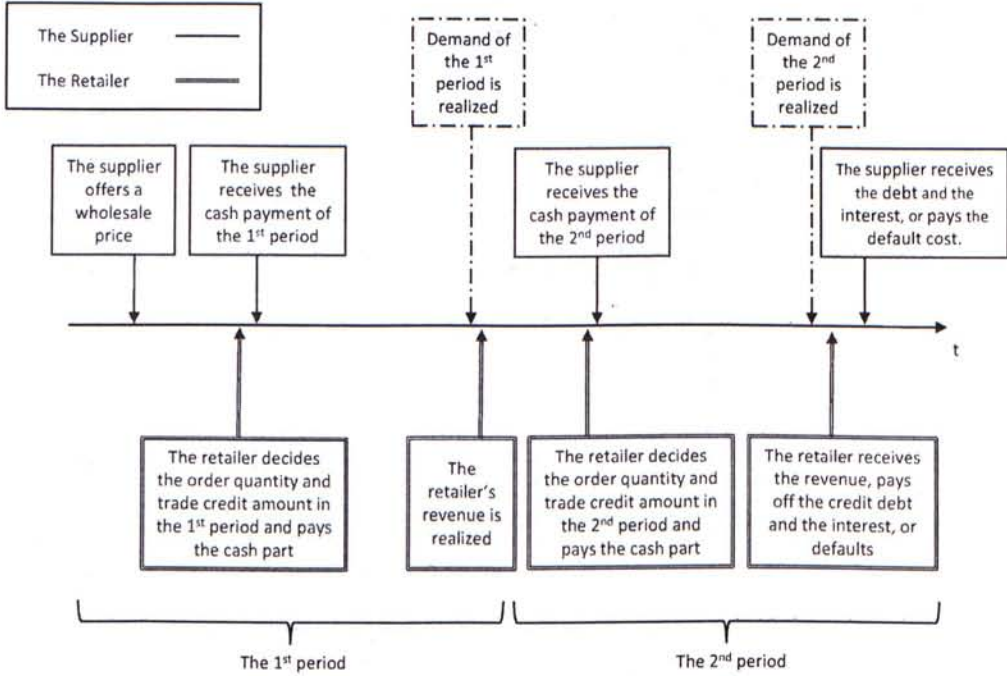 The Supplier
The Retailer
Demand of
the 1st
period is
realized
Demand of
the 2nd
period is
realized
The supplier
offers a
wholesale
price
The supplier
receives the
cash payment of
the 1st period
The supplier
receives the
cash payment of
the 2nd period
The supplier receives
the debt and the
interest, or pays the
default cost.
t
The retailer decides
the order quantity and
trade credit amount in
the 1st period and pays
the cash part
The
retailer's
revenue is
realized
The retailer decides
the order quantity and
trade credit amount in
the 2nd period and
pays the cash part
The retailer receives
the revenue, pays
off the credit debt
and the interest, or
defaults
The 1st period
The 2nd period